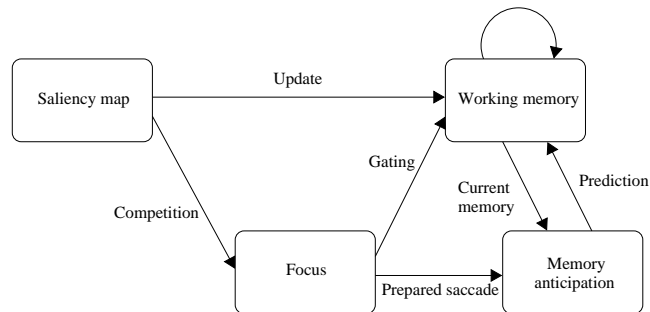 Update
Saliency map
Working memory
Gating
Prediction
Current
memory
Competition
Focus
Memory
anticipation
Prepared saccade